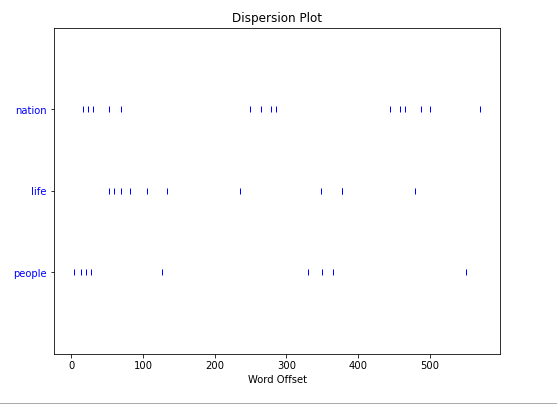 Dispersion Plot
nation
life
people
0 100 200 300 400 500
Word Offset